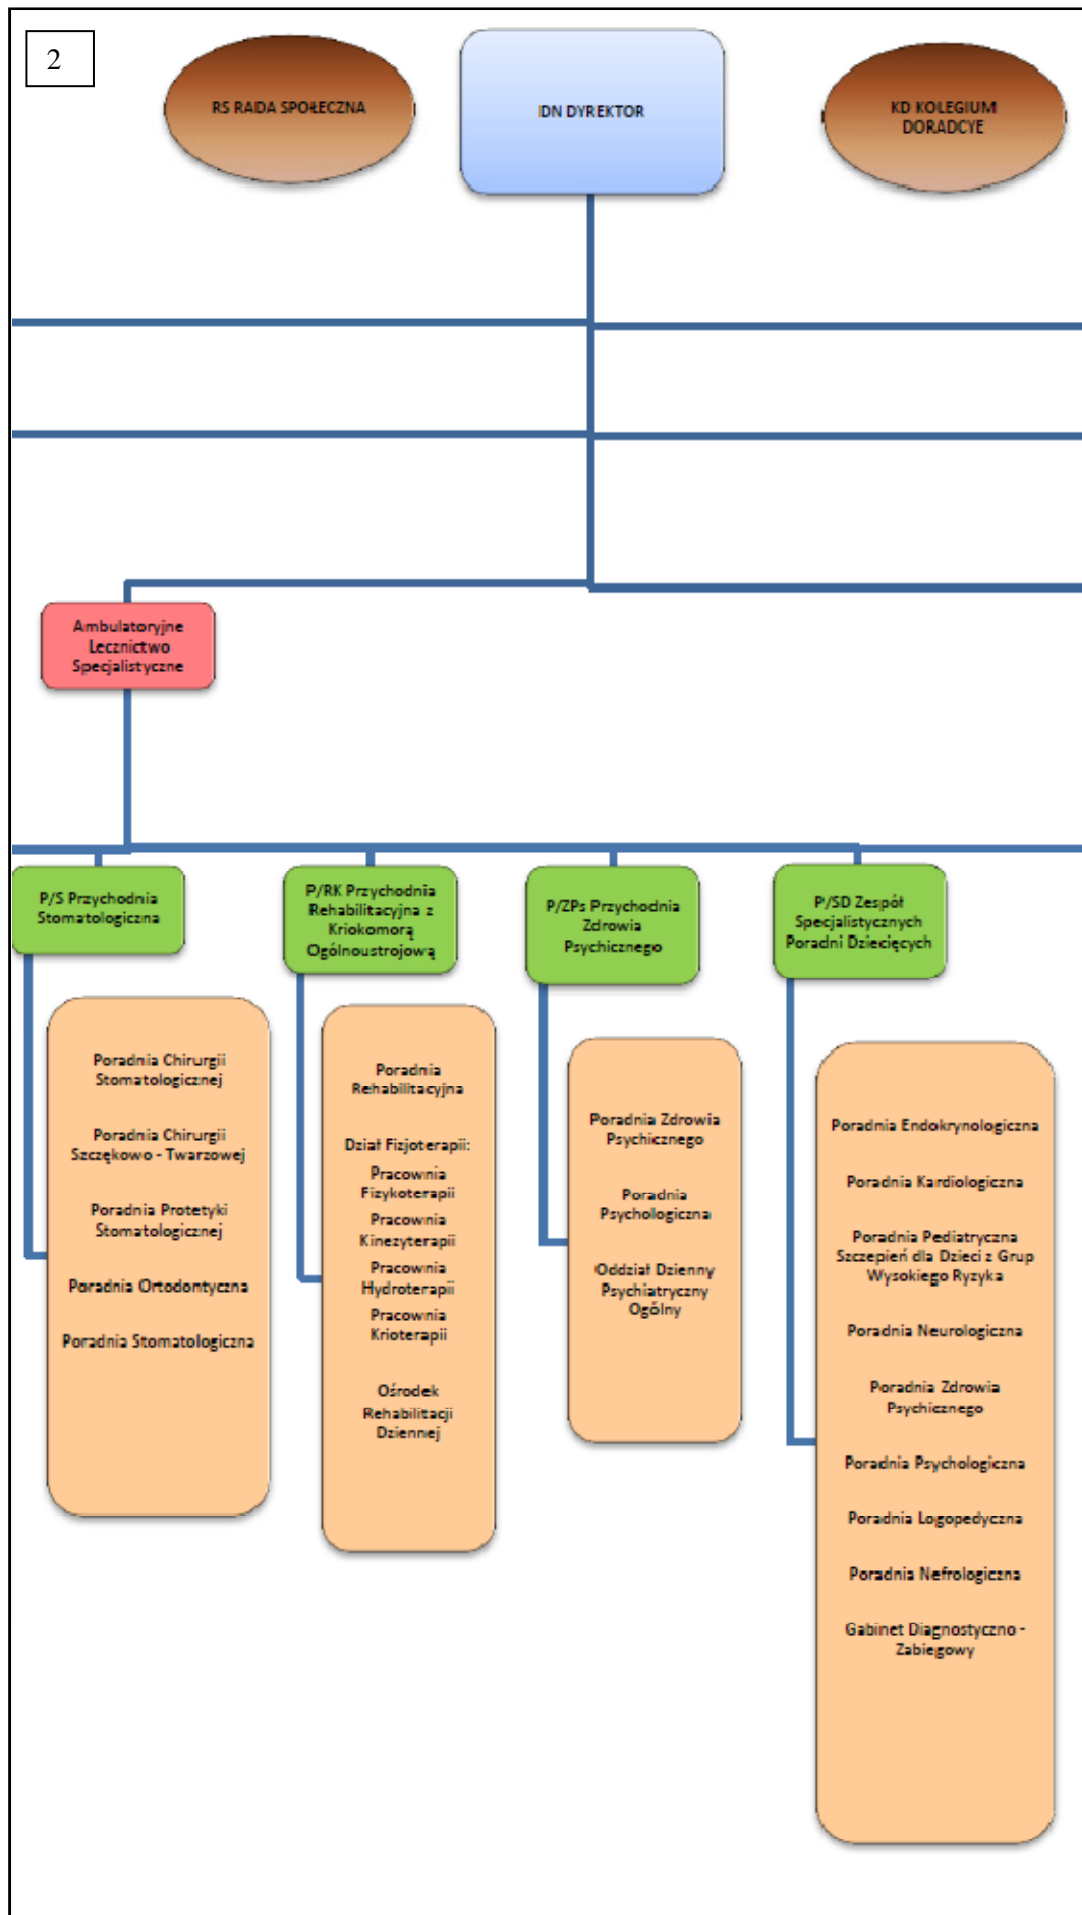 2
RS RAIDA SPOŁECZNA
IDN DYREKTOR
KD KOLEGIUM
DORADCYE
Ambulatoryjne
Lecznictwo
Specjalistyczne
P/S Przychodnia
Stomatologiczna
P/RK Przychodnia
Rehabilitacyjna z
Kriokomorą
Ogólnoustrojową
P/ZPs Przychodnia
Zdrowia
Psychicznego
P/SD Zespół
Specjalistycznych
Poradni Dziecięcych
Poradnia Chirurgii
Stomatologicznej
Poradnia Chirurgii
Szczękowo - Twarzowej
Poradnia Protetyki
Stomatologicznej
Poradnia Ortodontyczna
Poradnia Stomatologiczna
Poradnia
Rehabilitacyjna
Dział Fizjoterapii:
Pracownia
Fizykoterapii
Pracownia
Kinezyterapii
Pracownia
Hydroterapii
Pracownia
Krioterapii
Ośrodek
Rehabilitacji
Dziennej
Poradnia Zdrowia
Psychicznego
Poradnia
Psychologiczna
Oddział Dzienny
Psychiatryczny
Ogólny
Poradnia Endokrynologiczna
Poradnia Kardiologiczna
Poradnia Pediatryczna
Szczepień dla Dzieci z Grup
Wysokiego Ryzyka
Poradnia Neurologiczna
Poradnia Zdrowia
Psychicznego
Poradnia Psychologiczna
Poradnia Logopedyczna
Poradnia Nefrologiczna
Gabinet Diagnostyczno -
Zabiegowy